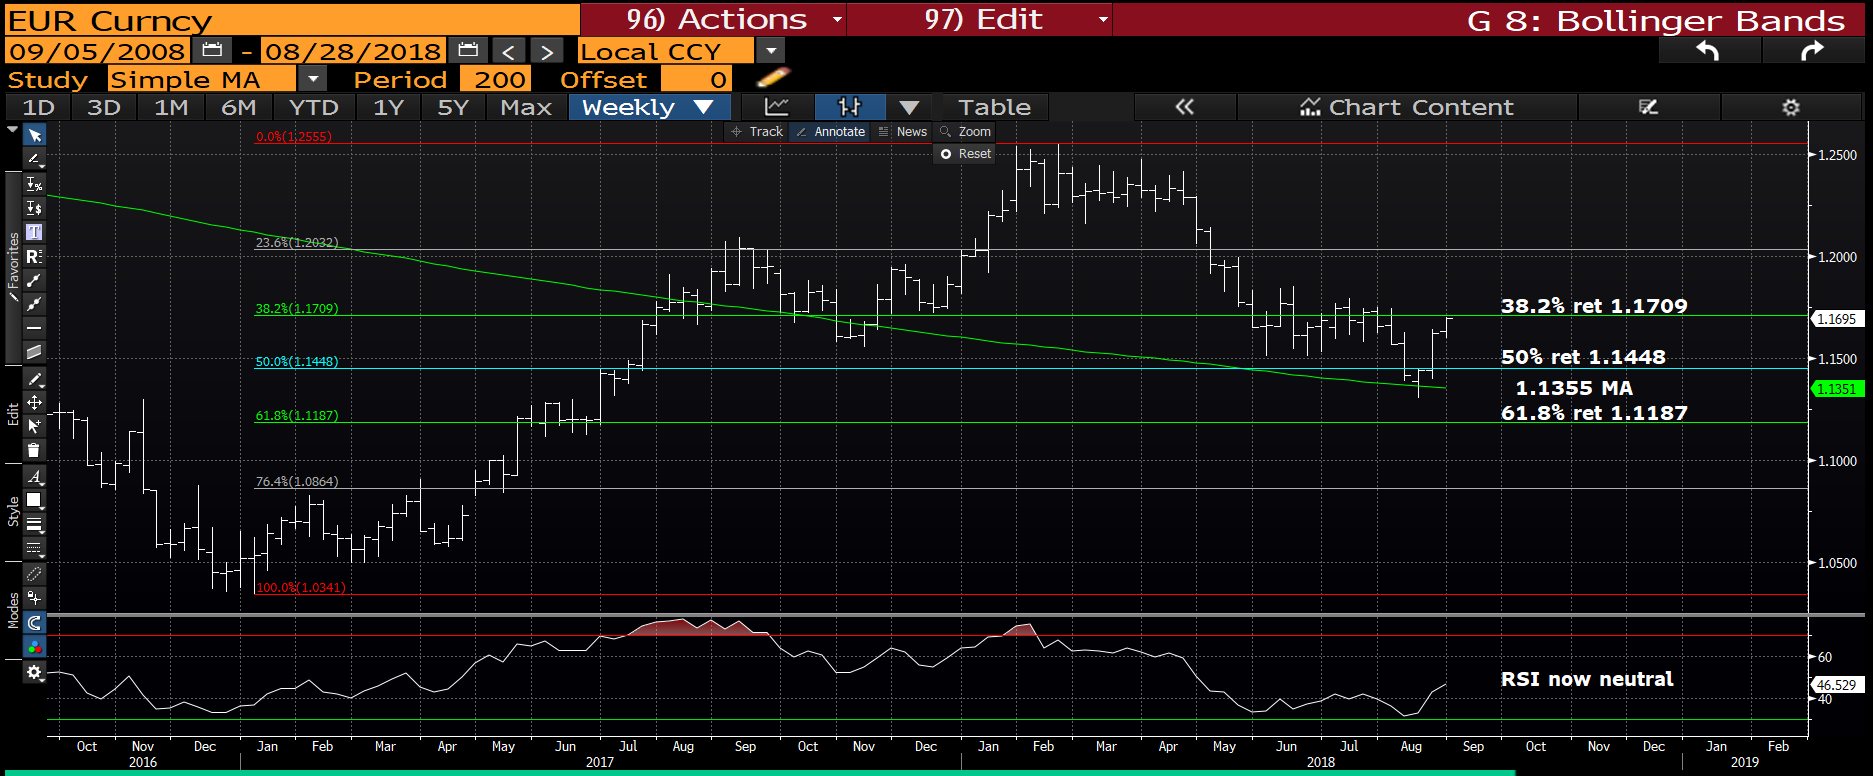 EUR Curncy 96) Actions 97) Edit G 8: Bollinger Bands
09/05/2008 - 08/28/2018 < > Local CCY
Study Simple MA Period 200 Offset 0
1D 3D 1M 6M YTD 1Y 5Y Max Weekly ▼ Table « Chart Content
Track Annotate News Zoom
Reset
Favorites
Edit
Style
Modes
T
R
A
0.0%(1.2555)
23.6%(1.2032)
38.2%(1.1709)
50.0%(1.1448)
61.8%(1.1187)
76.4%(1.0864)
100.0%(1.0341)
38.2% ret 1.1709
50% ret 1.1448
1.1355 MA
61.8% ret 1.1187
RSI now neutral
1.2500
1.2000
1.1695
1.1500
1.1351
1.1000
1.0500
60
46.529
40
Oct Nov Dec Jan Feb Mar Apr May Jun Jul Aug Sep Oct Nov Dec Jan Feb Mar Apr May Jun Jul Aug Sep Oct Nov Dec Jan Feb
2016 2017 2018 2019